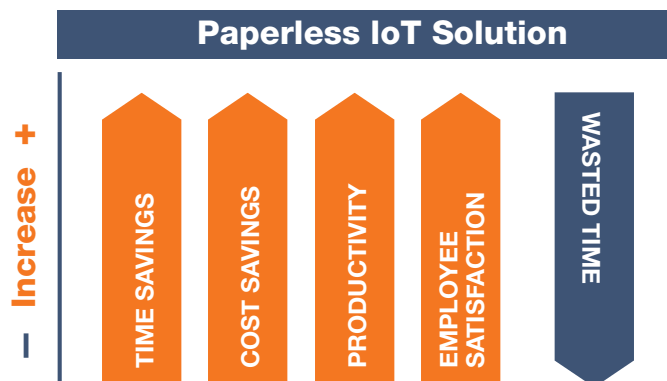 Paperless IoT Solution
– Increase +
TIME SAVINGS
COST SAVINGS
PRODUCTIVITY
EMPLOYEE
SATISFACTION
WASTED TIME